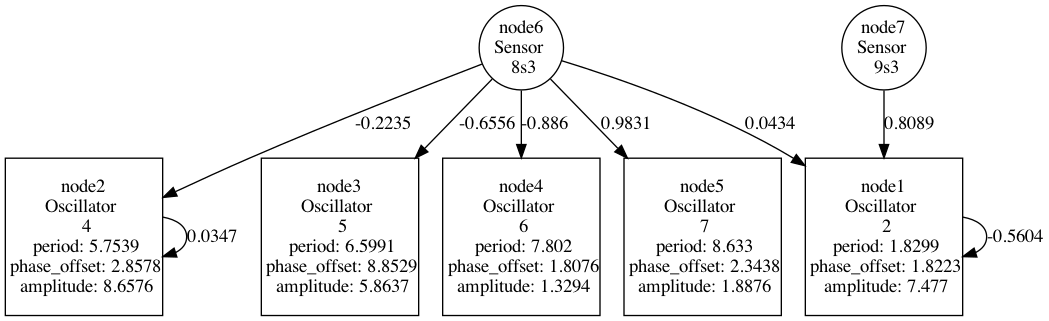 node6
Sensor
8s3
node7
Sensor
9s3
-0.2235
-0.6556
-0.886
0.9831
0.0434
0.8089
node2
Oscillator
4
period: 5.7539
phase_offset: 2.8578
amplitude: 8.6576
0.0347
node3
Oscillator
5
period: 6.5991
phase_offset: 8.8529
amplitude: 5.8637
node4
Oscillator
6
period: 7.802
phase_offset: 1.8076
amplitude: 1.3294
node5
Oscillator
7
period: 8.633
phase_offset: 2.3438
amplitude: 1.8876
node1
Oscillator
2
period: 1.8299
phase_offset: 1.8223
amplitude: 7.477
-0.5604